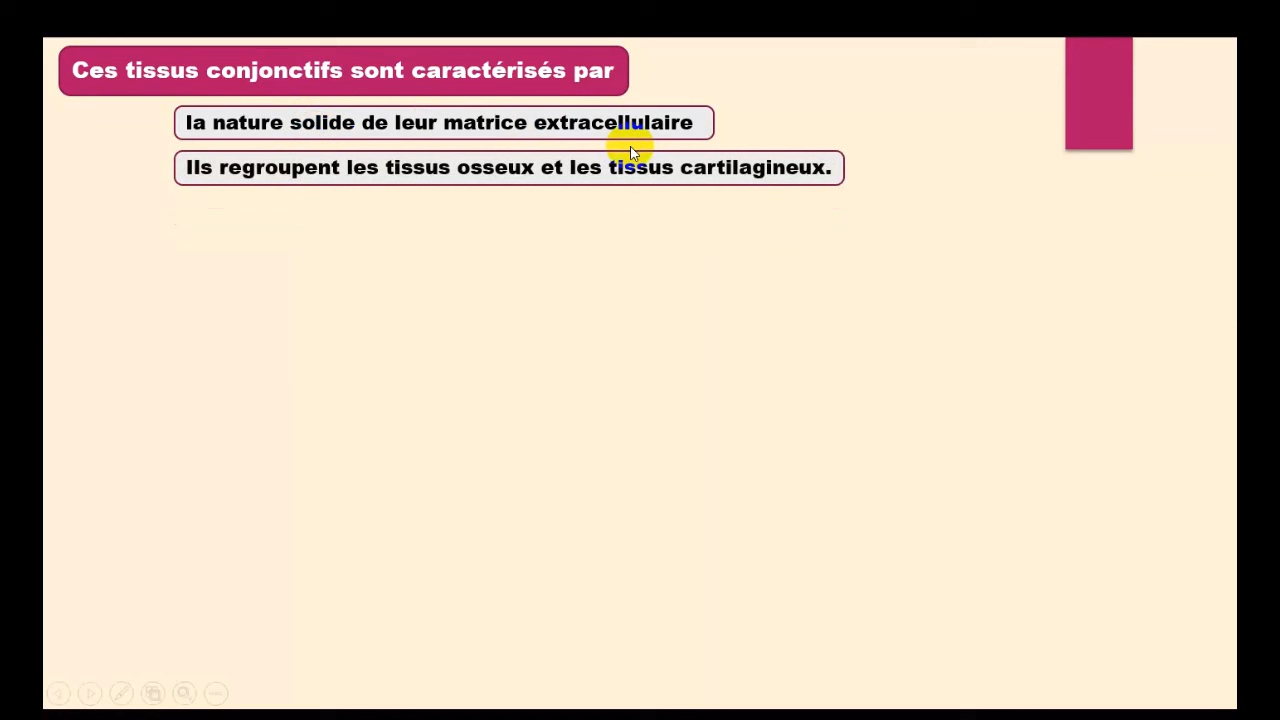 Ces tissus conjonctifs sont caractérisés par
la nature solide de leur matrice extracellulaire
Ils regroupent les tissus osseux et les tissus cartilagineux.